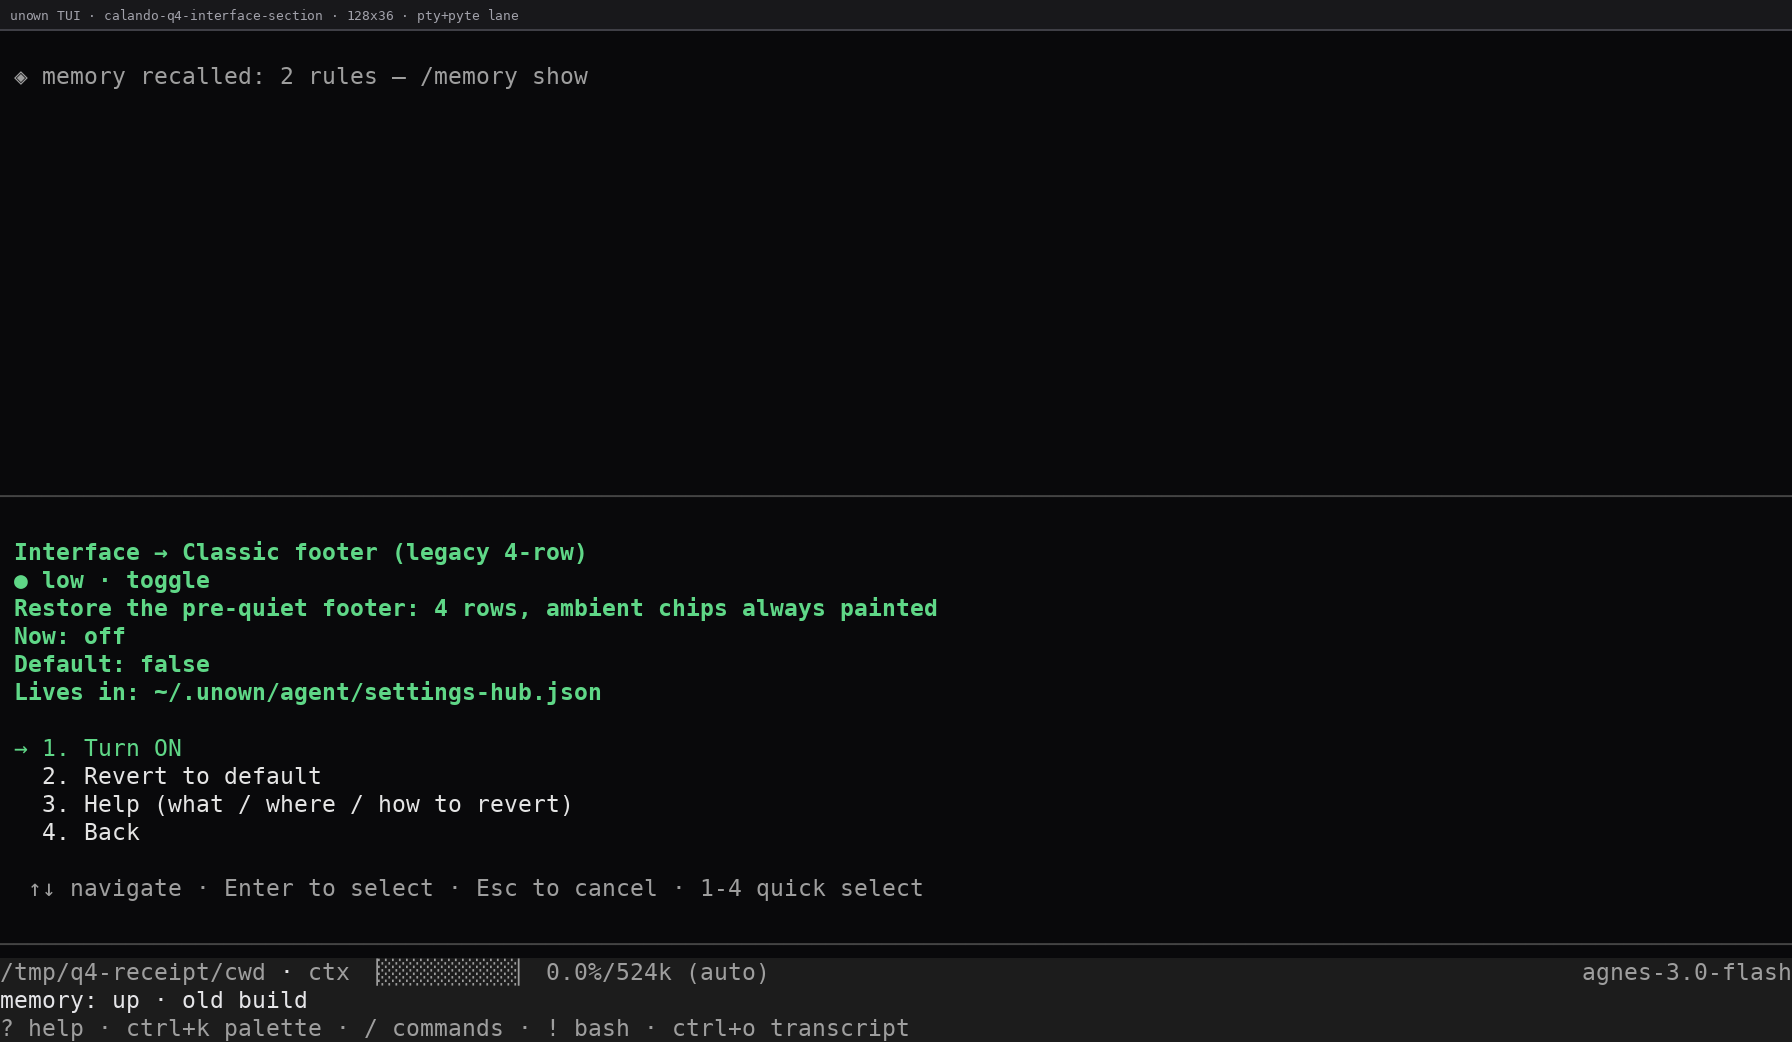 unown TUI · calando-q4-interface-section · 128x36 · pty+pyte lane
◈ memory recalled: 2 rules — /memory show
Interface → Classic footer (legacy 4-row)
● low · toggle
Restore the pre-quiet footer: 4 rows, ambient chips always painted
Now: off
Default: false
Lives in: ~/.unown/agent/settings-hub.json
→ 1. Turn ON
2. Revert to default
3. Help (what / where / how to revert)
4. Back
↑↓ navigate · Enter to select · Esc to cancel · 1-4 quick select
/tmp/q4-receipt/cwd · ctx ▕░░░░░░░░░░▏ 0.0%/524k (auto) agnes-3.0-flash
memory: up · old build
? help · ctrl+k palette · / commands · ! bash · ctrl+o transcript